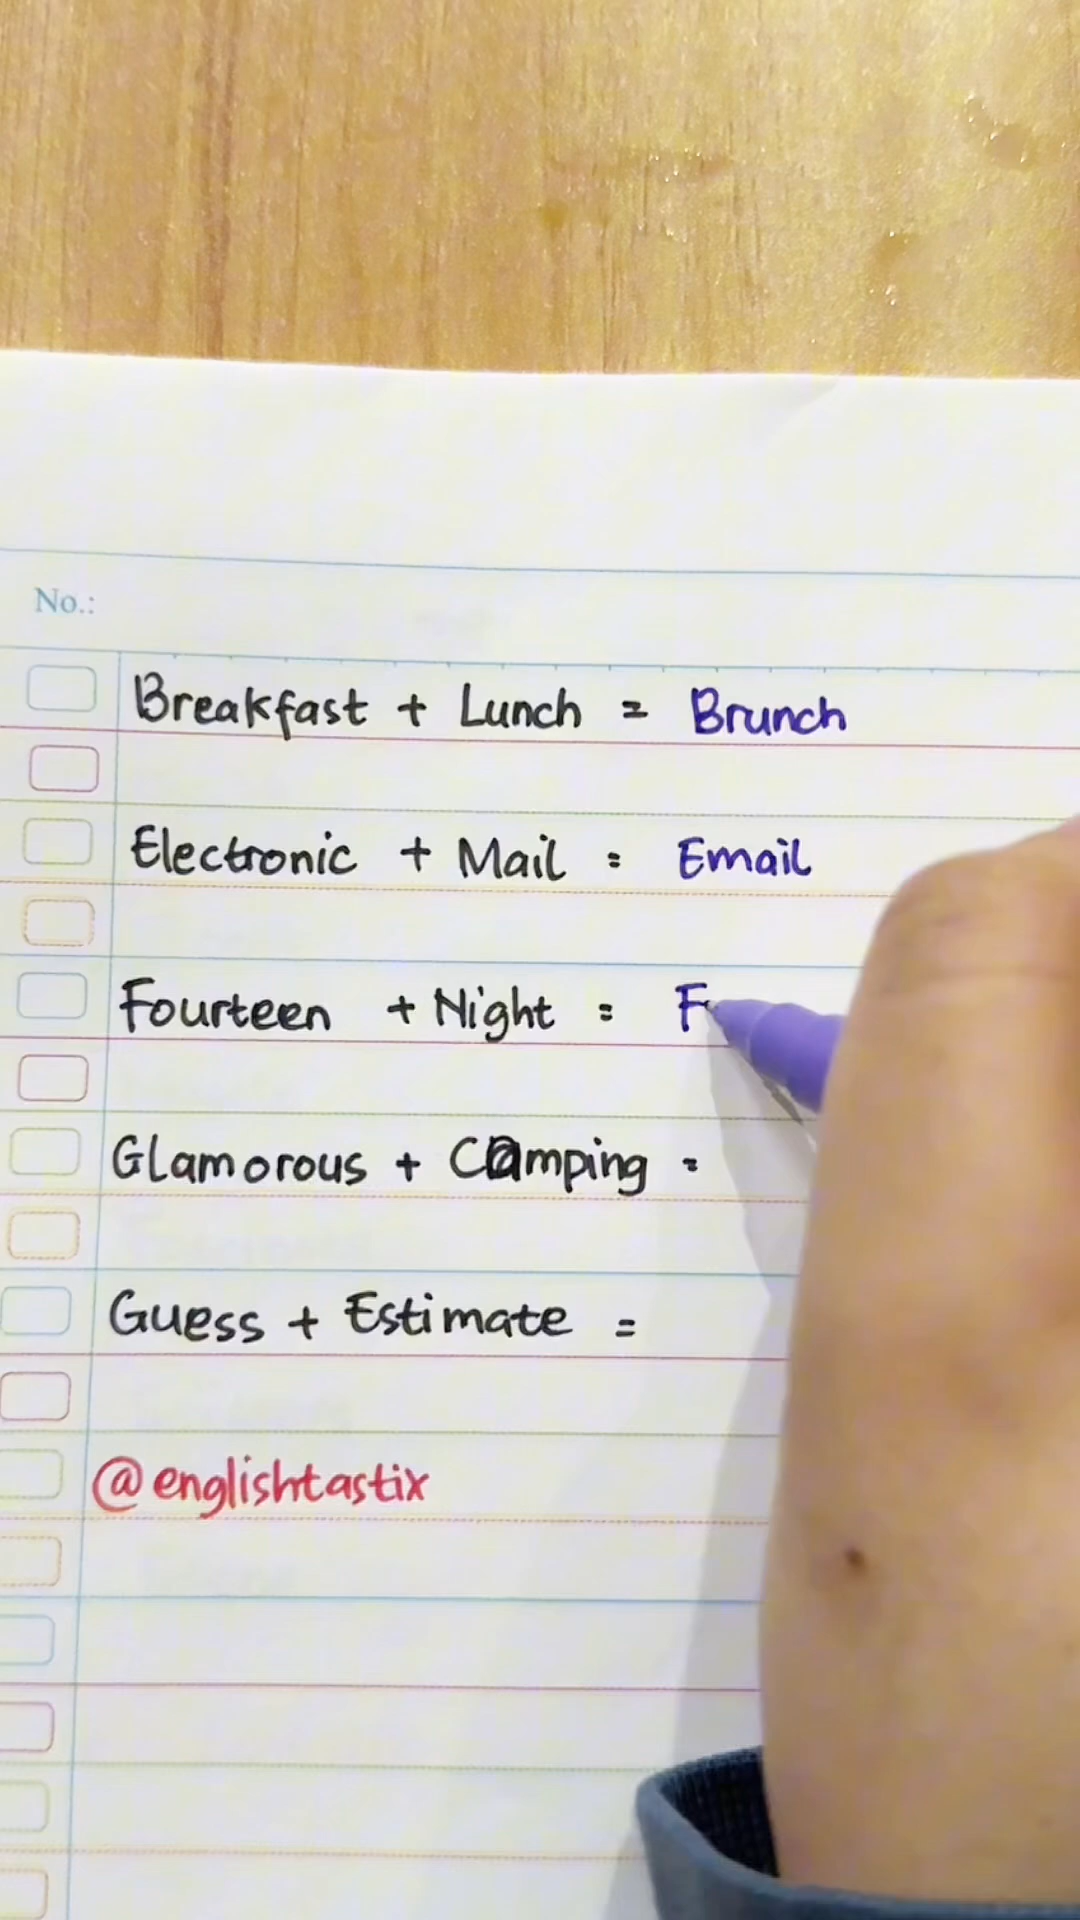 No.:
Breakfast + Lunch = Brunch
Electronic + Mail = Email
Fourteen + Night = F
Glamorous + Camping =
Guess + Estimate =
@englishtastix